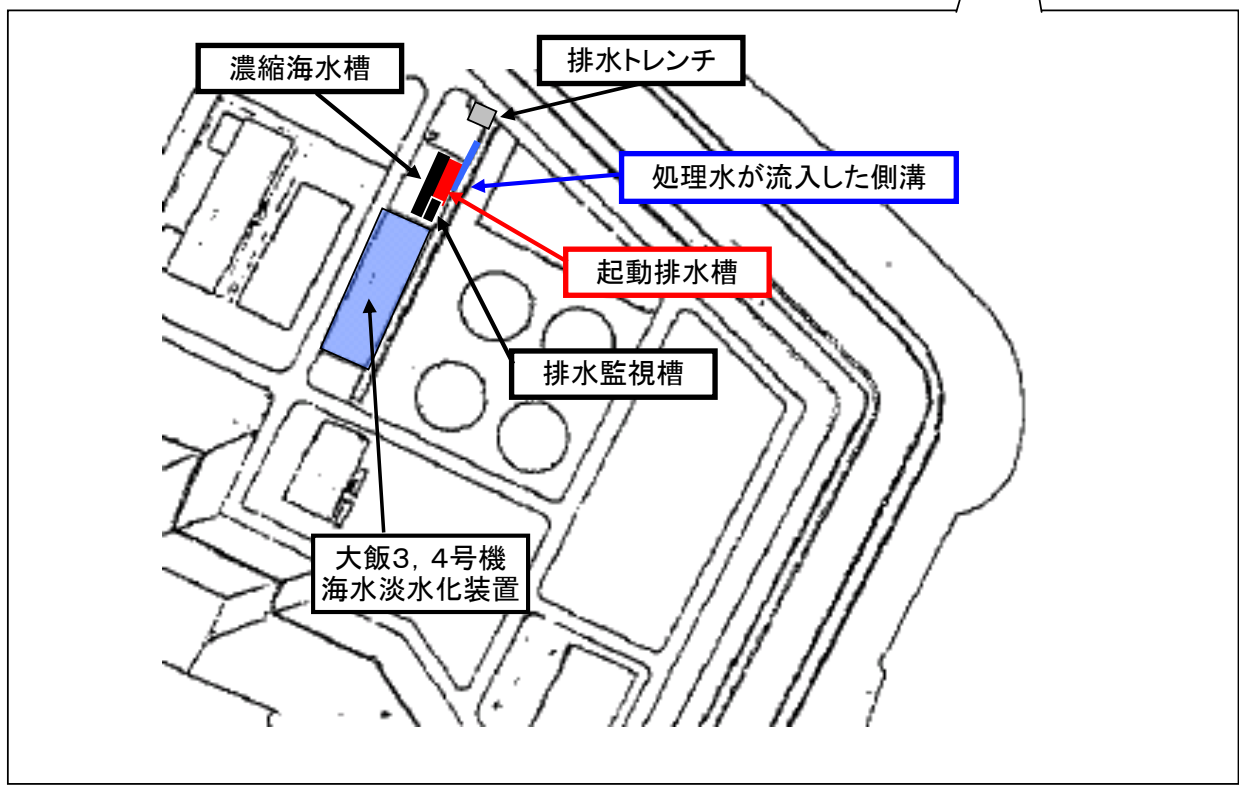 濃縮海水槽
排水トレンチ
処理水が流入した側溝
起動排水槽
排水監視槽
大飯3，4号機
海水淡水化装置